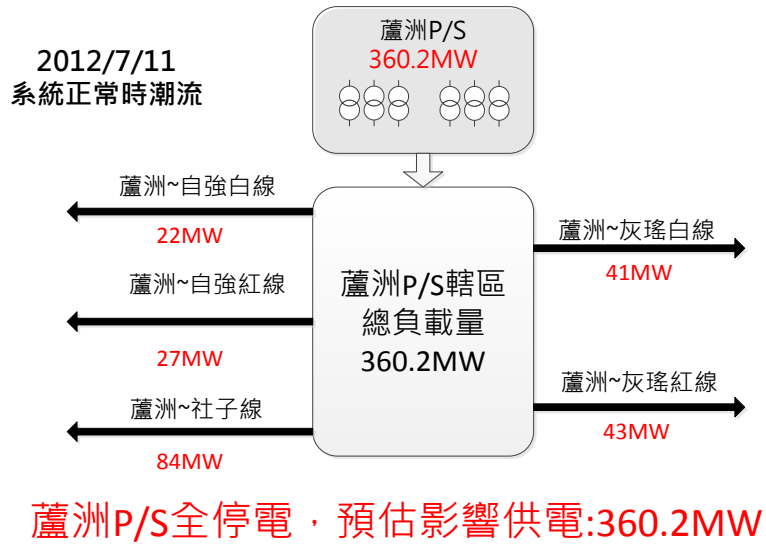 2012/7/11
系統正常時潮流
蘆洲P/S
360.2MW
蘆洲~自強白線
22MW
蘆洲~自強紅線
27MW
蘆洲~社子線
84MW
蘆洲P/S轄區
總負載量
360.2MW
蘆洲~灰瑤白線
41MW
蘆洲~灰瑤紅線
43MW
蘆洲P/S全停電，預估影響供電:360.2MW